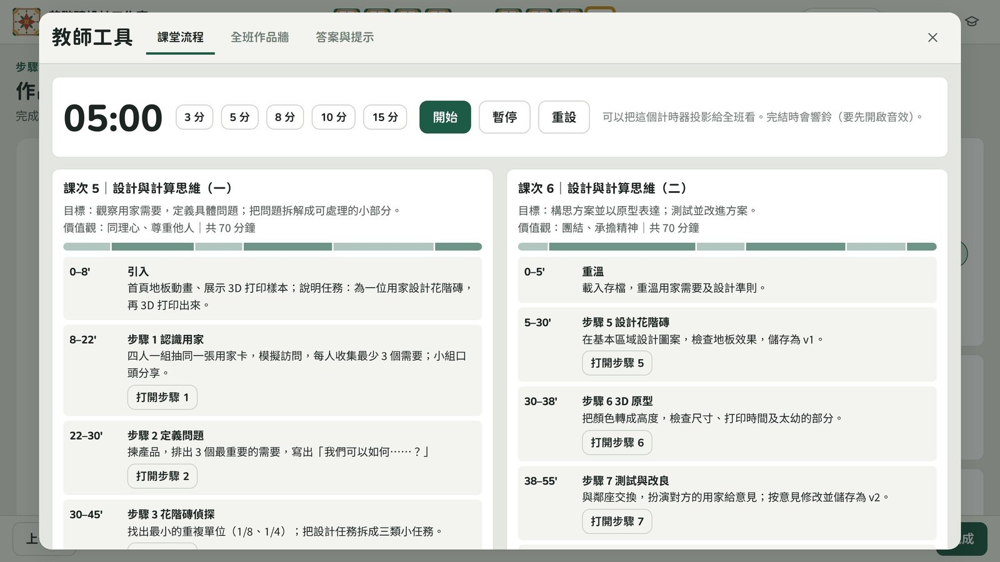 教師工具
課堂流程
全班作品牆
答案與提示
步驟
完成
05:00
3 分
5 分
8 分
10 分
15 分
開始
暫停
重設
可以把這個計時器投影給全班看。完結時會響鈴（要先開啟音效）。
課次 5｜設計與計算思維（一）
目標：觀察用家需要，定義具體問題；把問題拆解成可處理的小部分。
價值觀：同理心、尊重他人｜共 70 分鐘
0–8'
引入
首頁地板動畫、展示 3D 打印樣本；說明任務：為一位用家設計花階磚，
再 3D 打印出來。
8–22'
步驟 1 認識用家
四人一組抽同一張用家卡，模擬訪問，每人收集最少 3 個需要；小組口
頭分享。
打開步驟 1
22–30'
步驟 2 定義問題
揀產品，排出 3 個最重要的需要，寫出「我們可以如何……？」
打開步驟 2
30–45'
步驟 3 花階磚偵探
找出最小的重複單位（1/8、1/4）；把設計任務拆成三類小任務。
課次 6｜設計與計算思維（二）
目標：構思方案並以原型表達；測試並改進方案。
價值觀：團結、承擔精神｜共 70 分鐘
0–5'
重溫
載入存檔，重溫用家需要及設計準則。
5–30'
步驟 5 設計花階磚
在基本區域設計圖案，檢查地板效果，儲存為 v1。
打開步驟 5
30–38'
步驟 6 3D 原型
把顏色轉成高度，檢查尺寸、打印時間及太幼的部分。
打開步驟 6
38–55'
步驟 7 測試與改良
與鄰座交換，扮演對方的用家給意見；按意見修改並儲存為 v2。
打開步驟 7
上
成